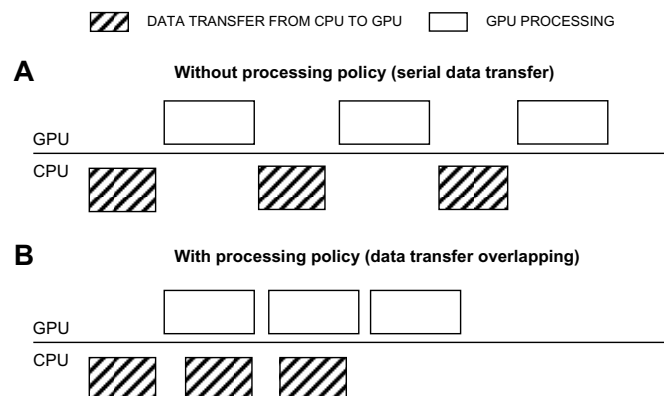 DATA TRANSFER FROM CPU TO GPU GPU PROCESSING
A Without processing policy (serial data transfer)
GPU
CPU
B With processing policy (data transfer overlapping)
GPU
CPU